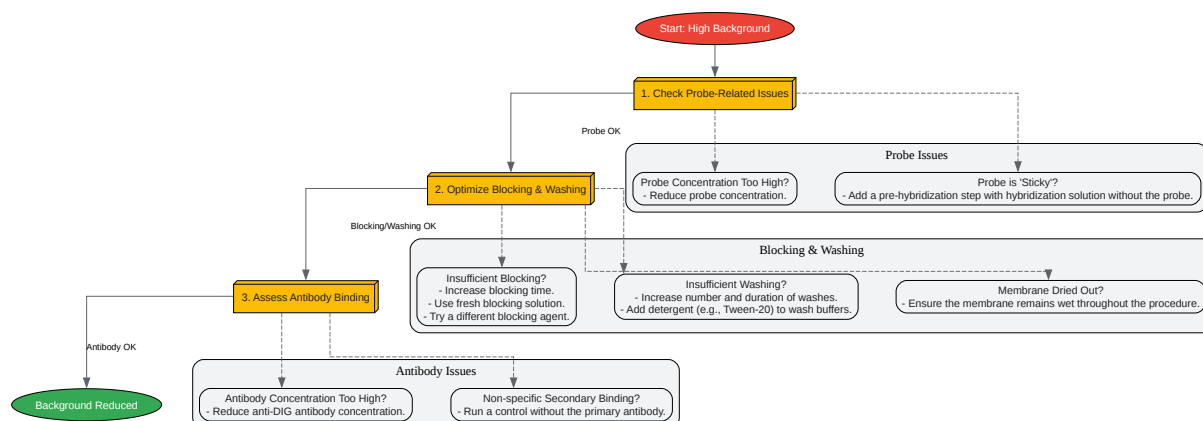 Start: High Background
1. Check Probe-Related Issues
Probe OK
Probe Issues
Probe Concentration Too High?
- Reduce probe concentration.
Probe is 'Sticky'?
- Add a pre-hybridization step with hybridization solution without the probe.
2. Optimize Blocking & Washing
Blocking/Washing OK
Blocking & Washing
Insufficient Blocking?
- Increase blocking time.
- Use fresh blocking solution.
- Try a different blocking agent.
Insufficient Washing?
- Increase number and duration of washes.
- Add detergent (e.g., Tween-20) to wash buffers.
Membrane Dried Out?
- Ensure the membrane remains wet throughout the procedure.
3. Assess Antibody Binding
Antibody OK
Antibody Issues
Antibody Concentration Too High?
- Reduce anti-DIG antibody concentration.
Non-specific Secondary Binding?
- Run a control without the primary antibody.
Background Reduced